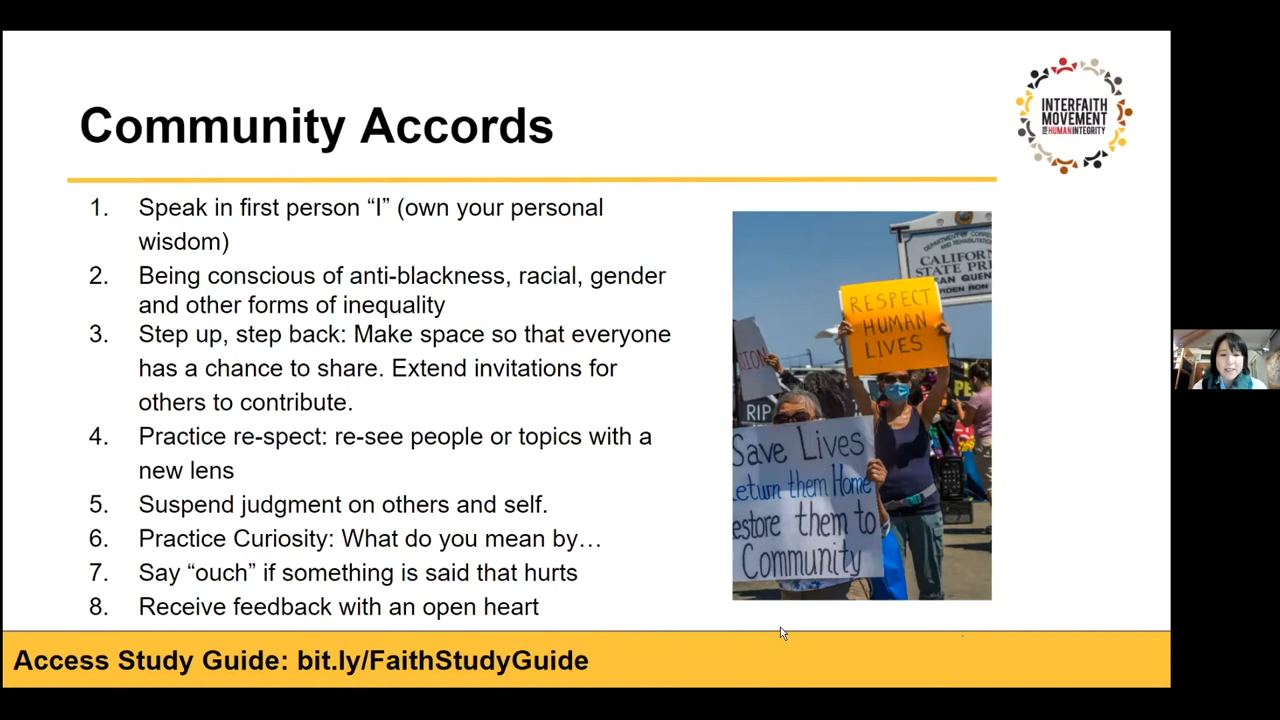 Community Accords
INTERFAITH
MOVEMENT
FOR HUMAN INTEGRITY
1. Speak in first person “I” (own your personal
wisdom)
2. Being conscious of anti-blackness, racial, gender
and other forms of inequality
3. Step up, step back: Make space so that everyone
has a chance to share. Extend invitations for
others to contribute.
4. Practice re-spect: re-see people or topics with a
new lens
5. Suspend judgment on others and self.
6. Practice Curiosity: What do you mean by…
7. Say “ouch” if something is said that hurts
8. Receive feedback with an open heart
CALIFOR
STATE PR
RESPECT
HUMAN
LIVES
RIP
Save Lives
eturn them Home
estore them to
Community
Access Study Guide: bit.ly/FaithStudyGuide